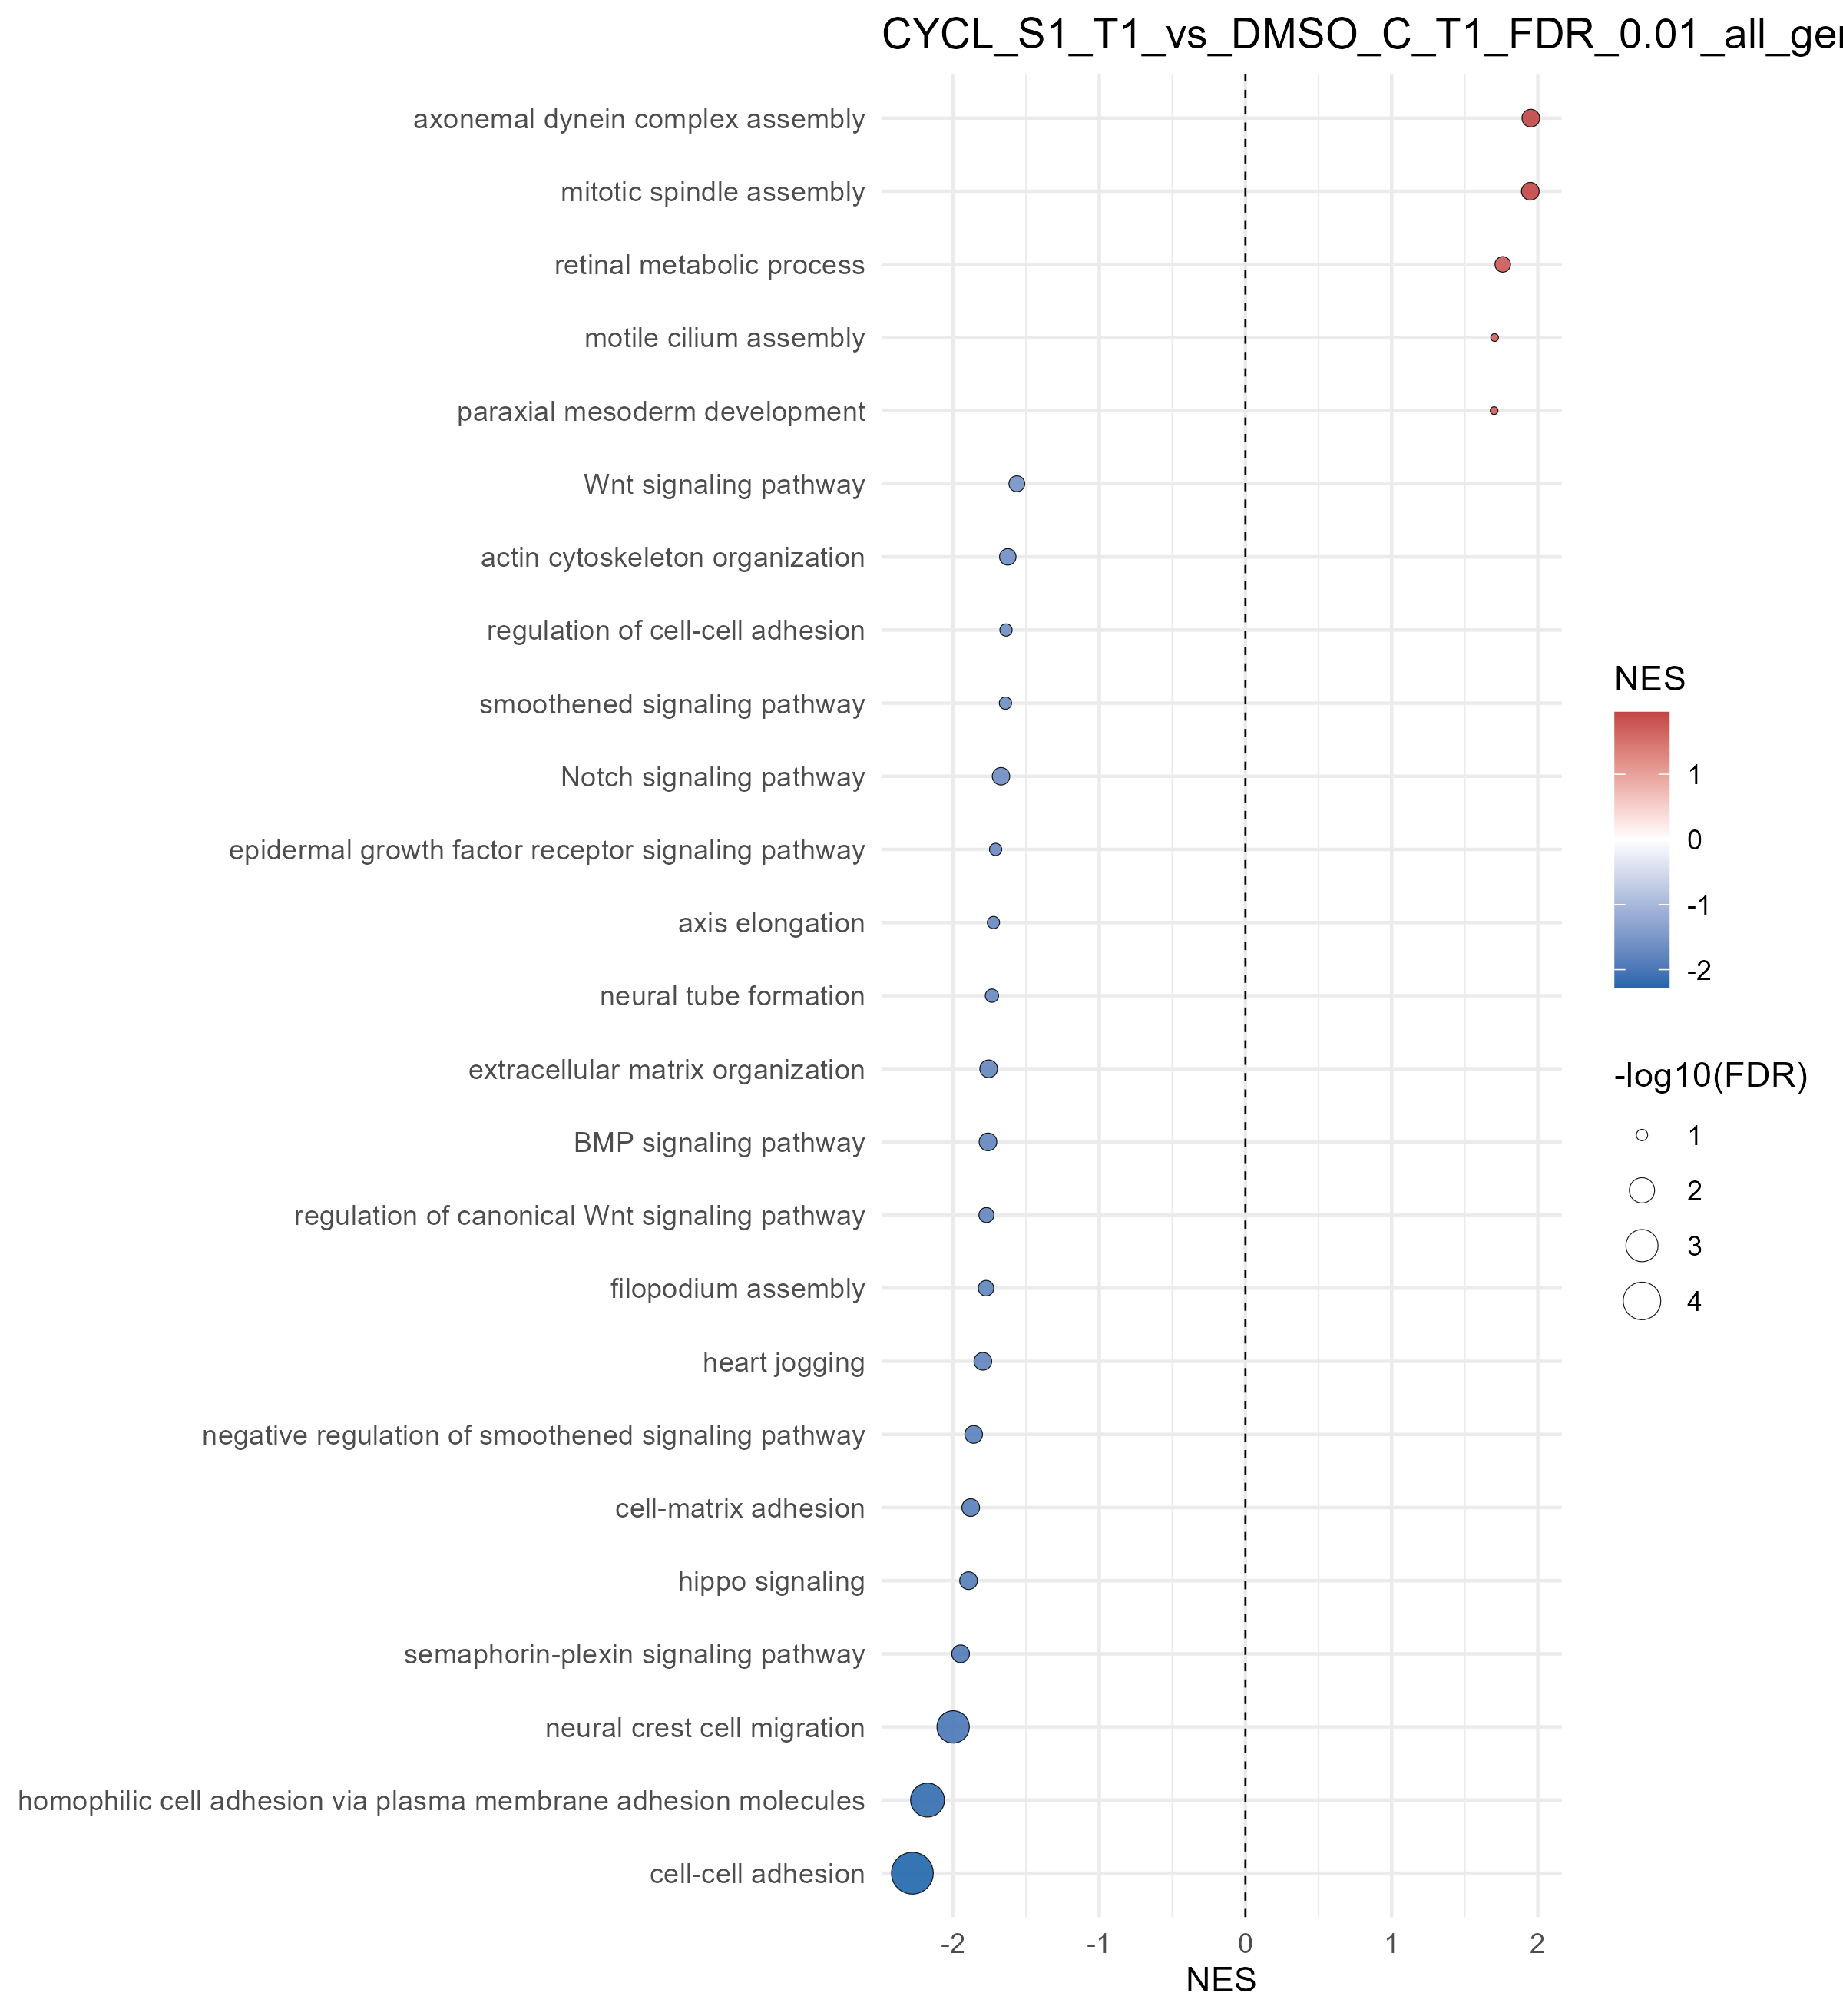 CYCL_S1_T1_vs_DMSO_C_T1_FDR_0.01_all_ger
axonemal dynein complex assembly
mitotic spindle assembly
retinal metabolic process
motile cilium assembly
paraxial mesoderm development
Wnt signaling pathway
actin cytoskeleton organization
regulation of cell-cell adhesion
smoothened signaling pathway
Notch signaling pathway
epidermal growth factor receptor signaling pathway
axis elongation
neural tube formation
extracellular matrix organization
BMP signaling pathway
regulation of canonical Wnt signaling pathway
filopodium assembly
heart jogging
negative regulation of smoothened signaling pathway
cell-matrix adhesion
hippo signaling
semaphorin-plexin signaling pathway
neural crest cell migration
homophilic cell adhesion via plasma membrane adhesion molecules
cell-cell adhesion
-2 -1 0 1 2
NES
NES
1
0
-1
-2
-log10(FDR)
1
2
3
4